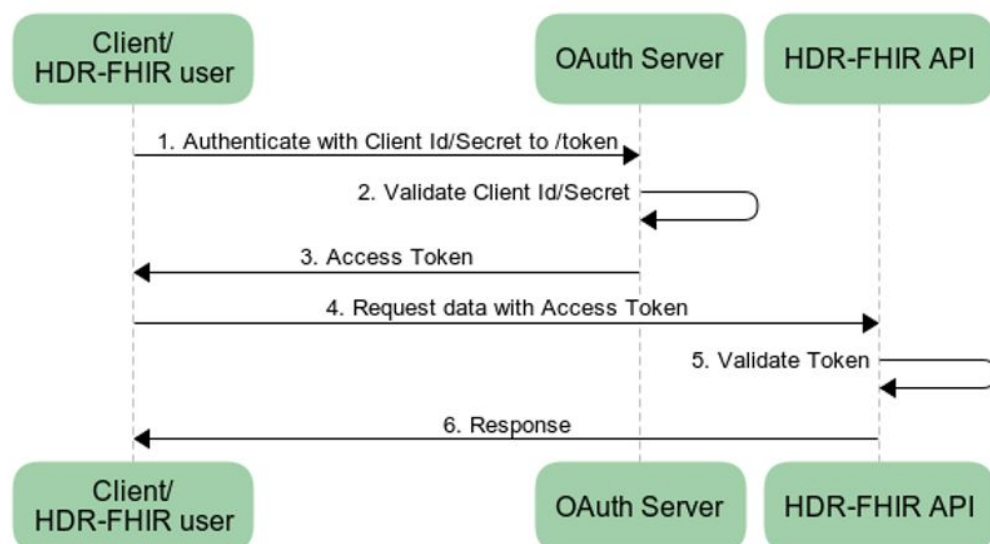 Client/
HDR-FHIR user
OAuth Server
HDR-FHIR API
1. Authenticate with Client Id/Secret to /token
2. Validate Client Id/Secret
3. Access Token
4. Request data with Access Token
5. Validate Token
6. Response
Client/
HDR-FHIR user
OAuth Server
HDR-FHIR API